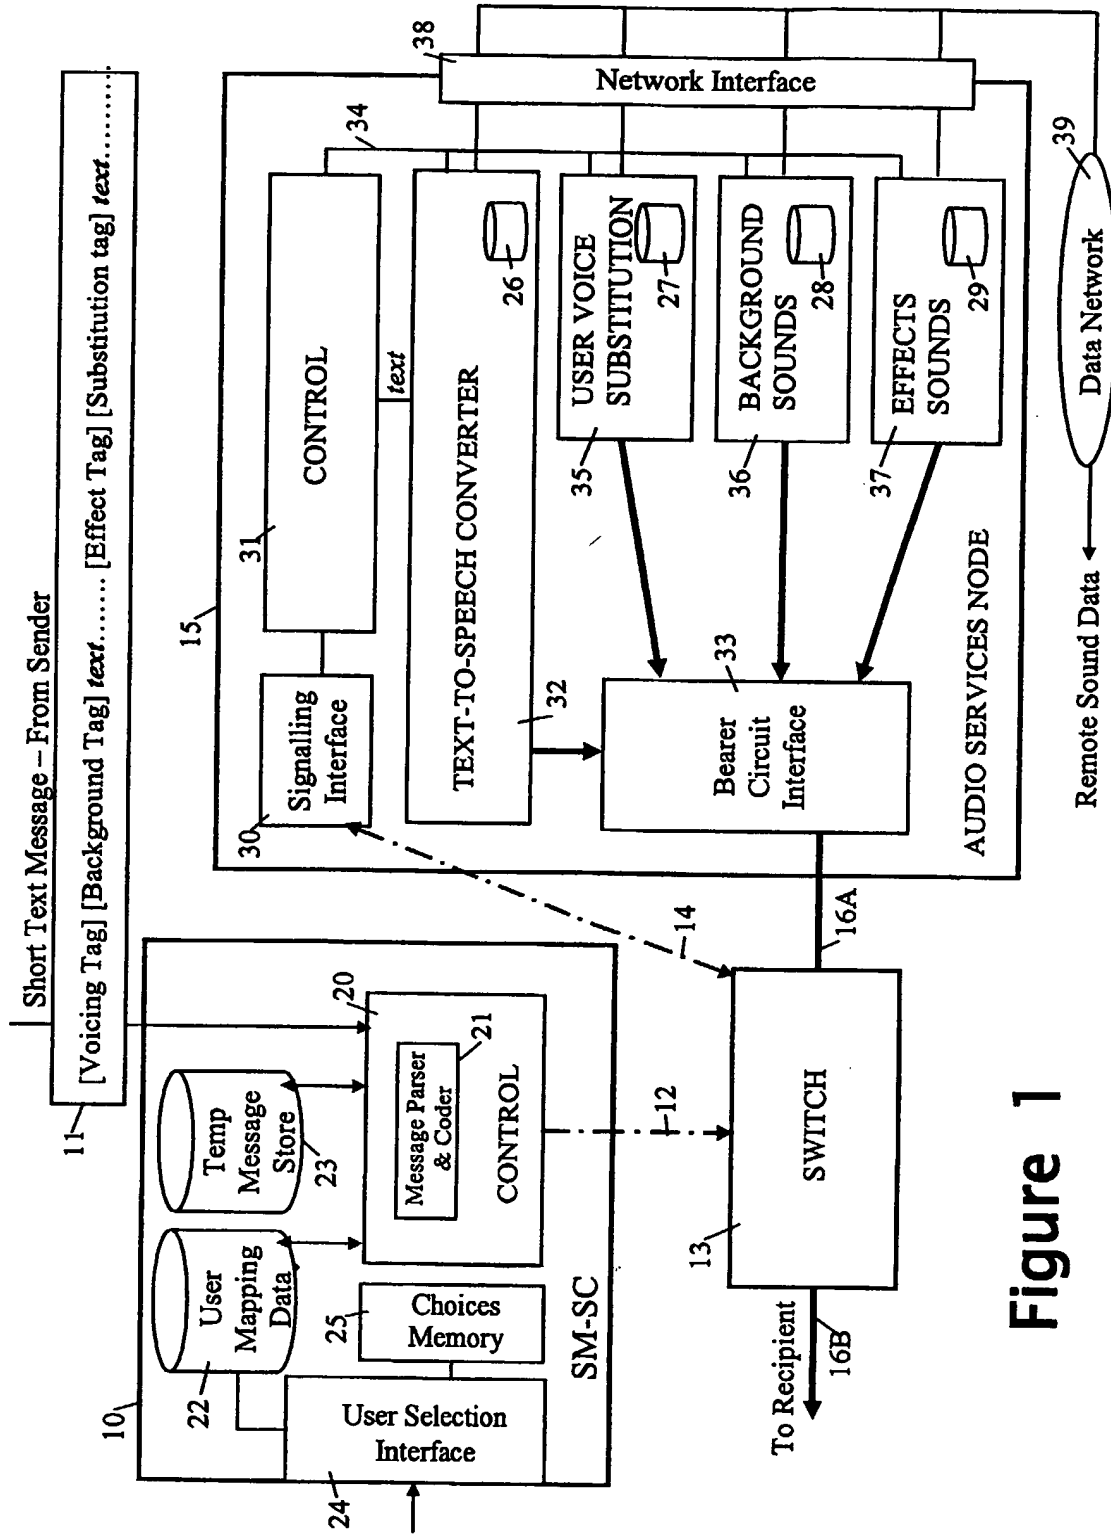 Short Text Message – From Sender
[Voicing Tag] [Background Tag] text....... [Effect Tag] [Substitution tag] text..........
11
10
User
Mapping
Data
22
Temp
Message
Store
23
20
Message Parser
& Coder
21
CONTROL
25
Choices
Memory
User Selection
Interface
24
SM-SC
12
13
SWITCH
14
16A
To Recipient
16B
15
30
Signalling
Interface
31
CONTROL
34
text
TEXT-TO-SPEECH CONVERTER
26
32
Bearer
Circuit
Interface
33
USER VOICE
SUBSTITUTION
27
35
BACKGROUND
SOUNDS
28
36
EFFECTS
SOUNDS
29
37
AUDIO SERVICES NODE
Network Interface
38
Data Network
39
Remote Sound Data
Figure 1